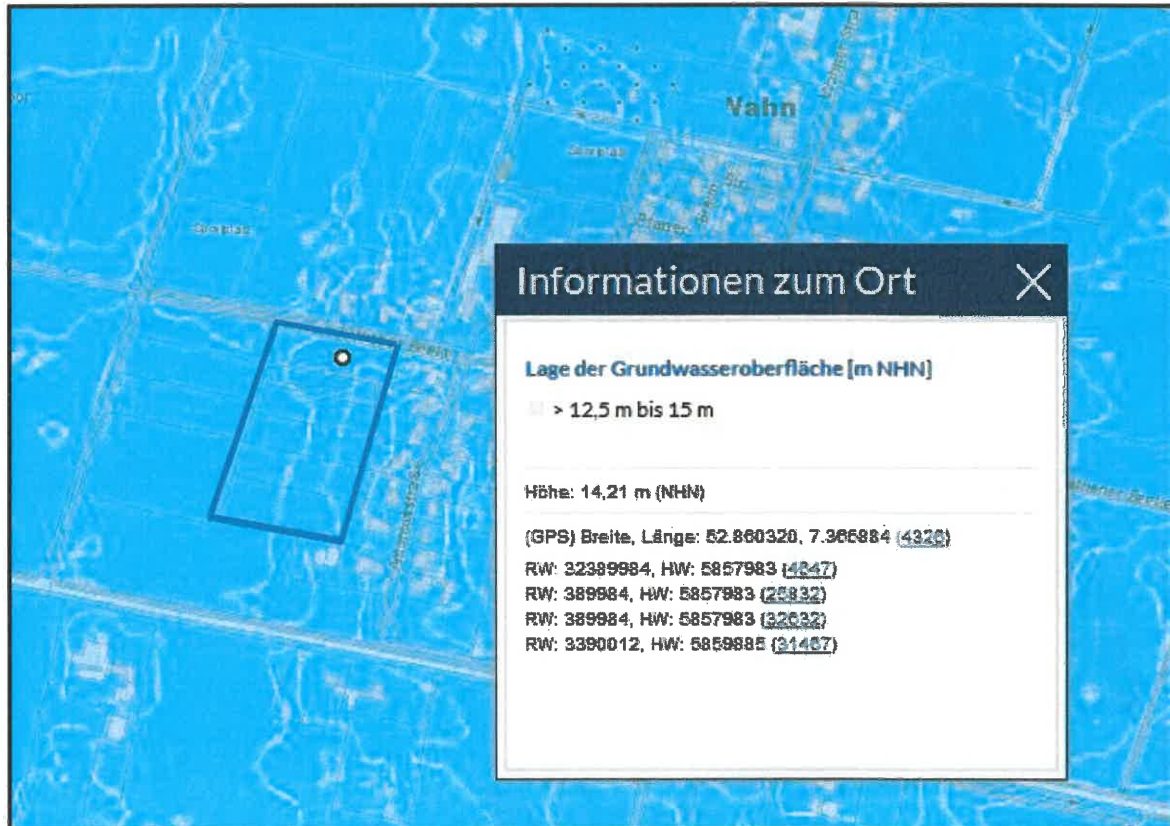 Vahn
Informationen zum Ort
Lage der Grundwasseroberfläche [m NHN]
> 12,5 m bis 15 m
Höhe: 14,21 m (NHN)
(GPS) Breite, Länge: 52.860320, 7.365884 (4326)
RW: 32389984, HW: 5857983 (4647)
RW: 389984, HW: 5857983 (25832)
RW: 389984, HW: 5857983 (32632)
RW: 3390012, HW: 5859885 (31467)